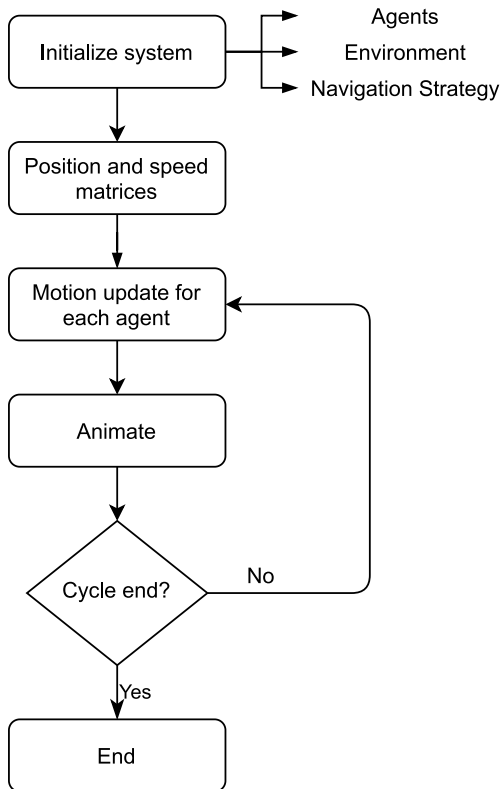 Initialize system
Agents
Environment
Navigation Strategy
Position and speed
matrices
Motion update for
each agent
Animate
Cycle end?
No
Yes
End